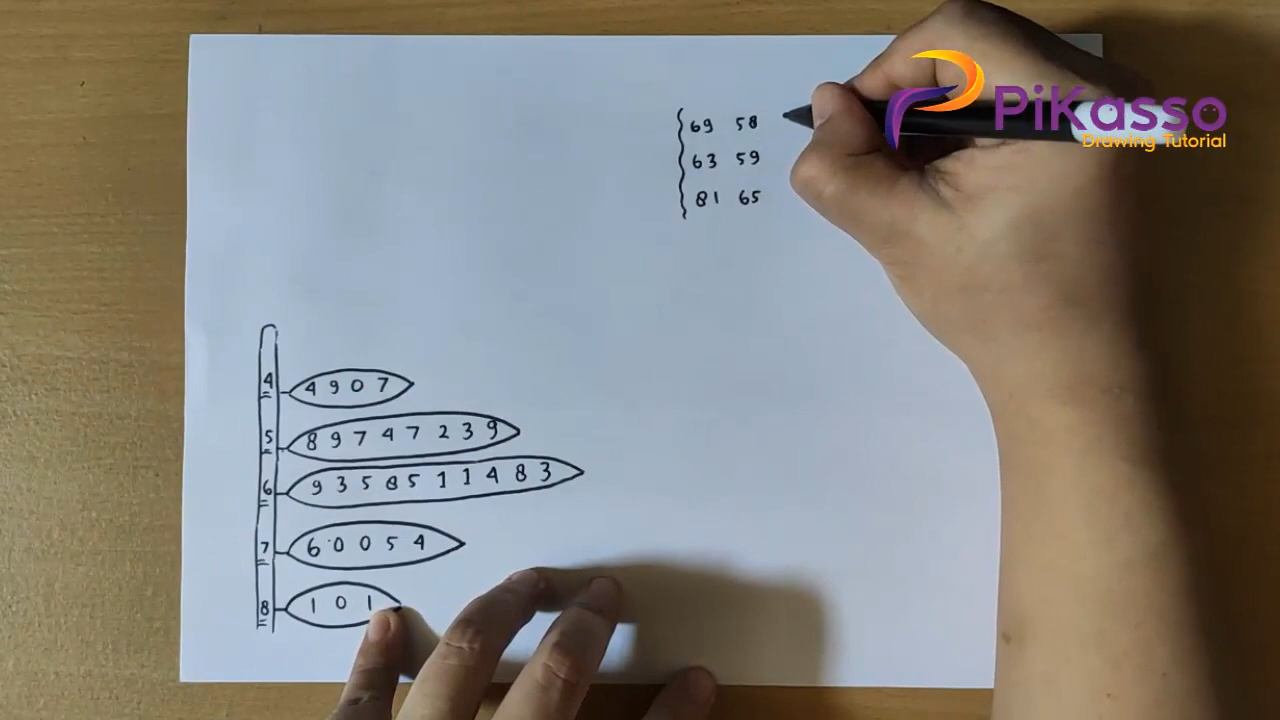 PiKasso
Drawing Tutorial
69 58
63 59
81 65
4 4 9 0 7
5 8 9 7 4 7 2 3 9
6 9 3 5 8 5 1 1 4 8 3
7 6 0 0 5 4
8 1 0 1